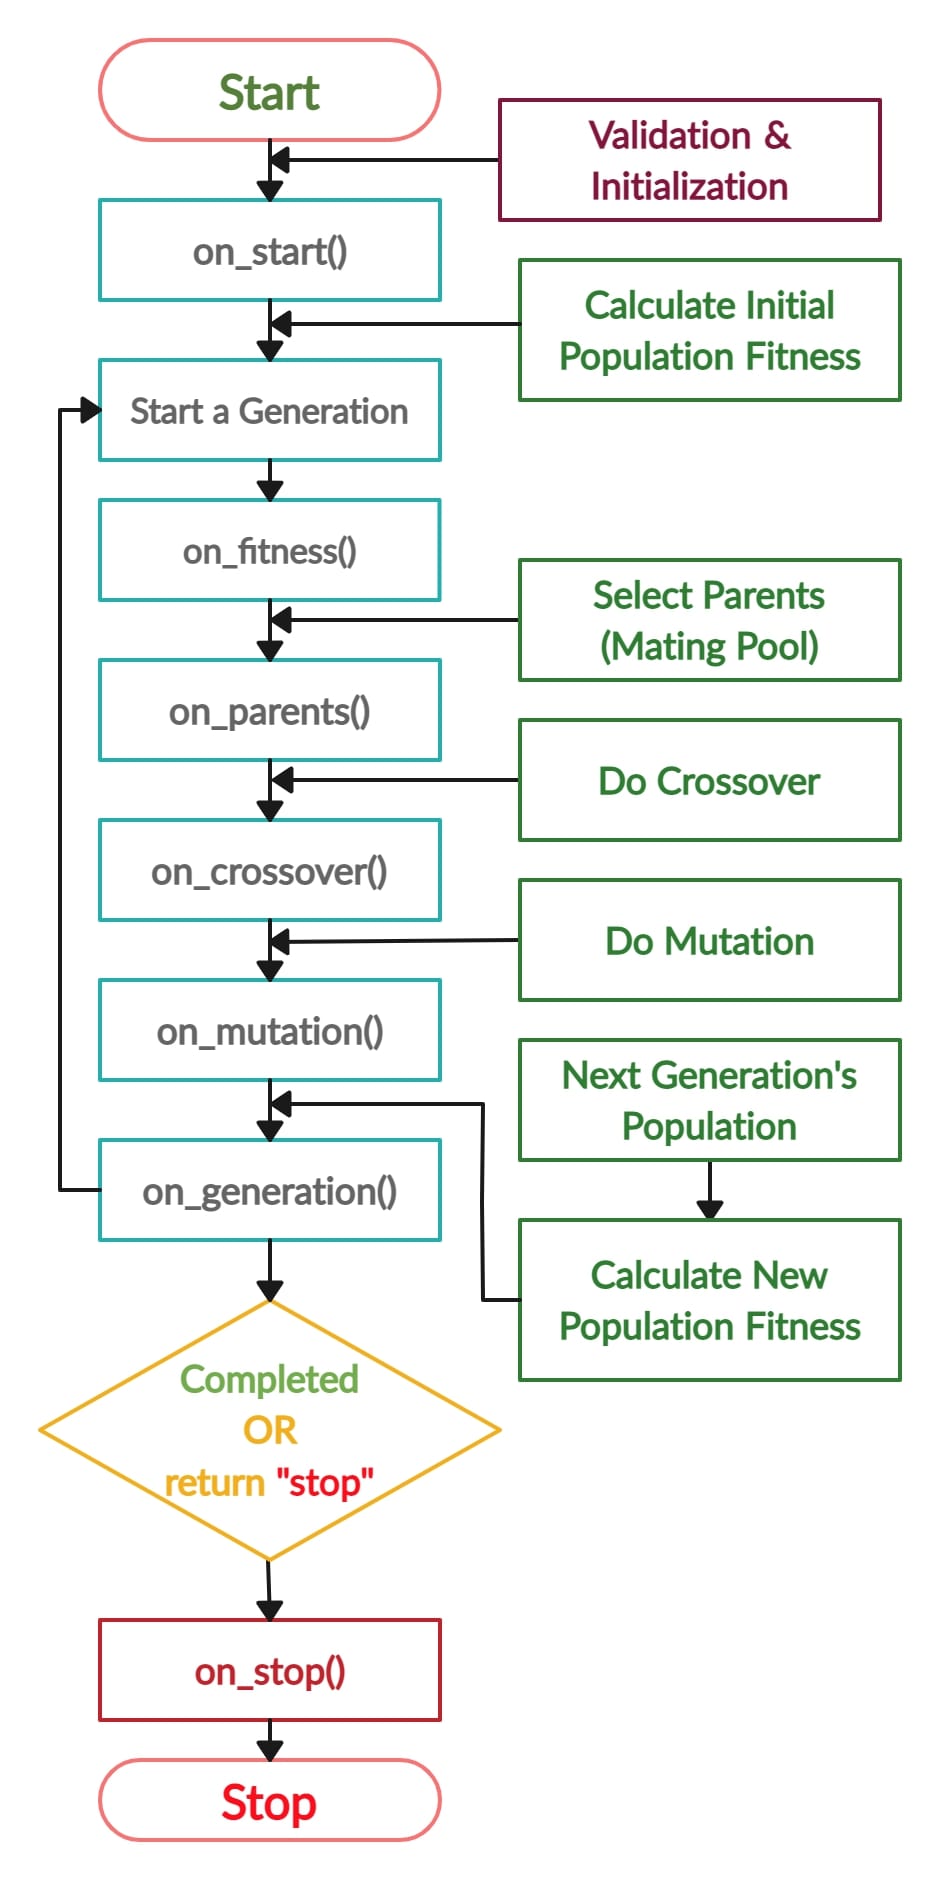 Start
Validation &
Initialization
on_start()
Calculate Initial
Population Fitness
Start a Generation
on_fitness()
Select Parents
(Mating Pool)
on_parents()
Do Crossover
on_crossover()
Do Mutation
on_mutation()
Next Generation's
Population
on_generation()
Calculate New
Population Fitness
Completed
OR
return "stop"
on_stop()
Stop